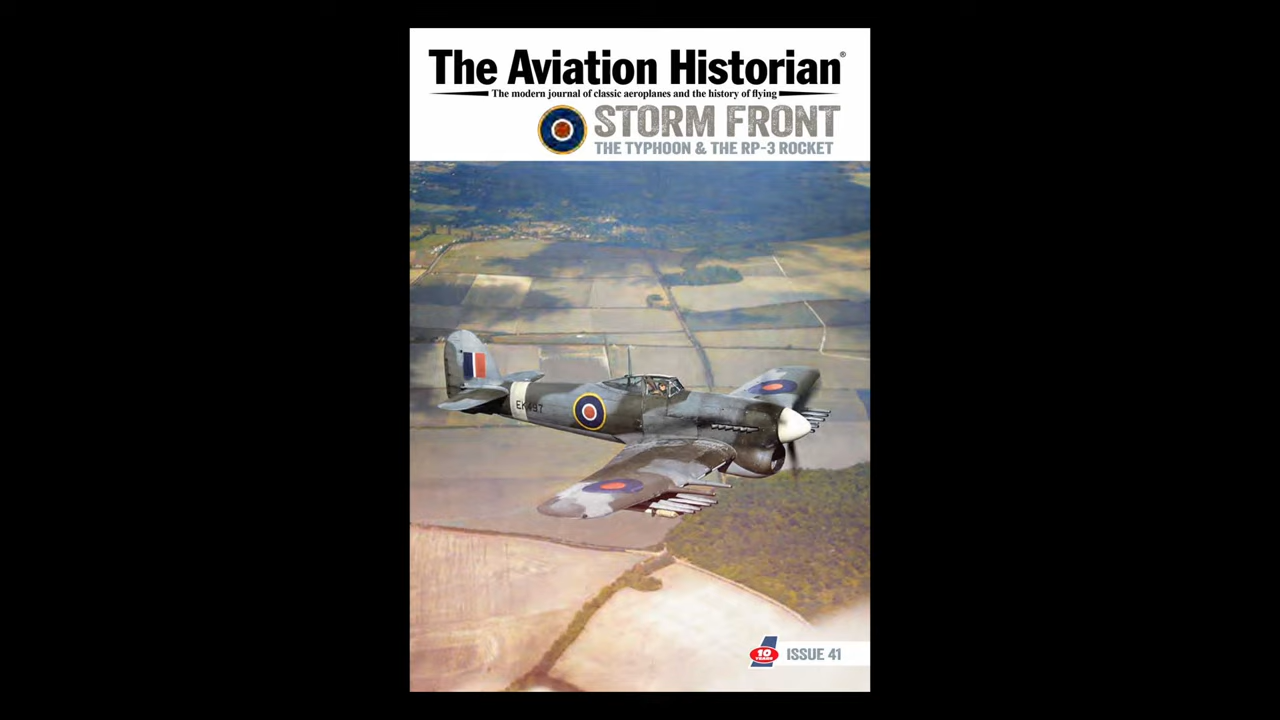 The Aviation Historian®
The modern journal of classic aeroplanes and the history of flying
STORM FRONT
THE TYPHOON & THE RP-3 ROCKET
EK497
10
YEARS
ISSUE 41